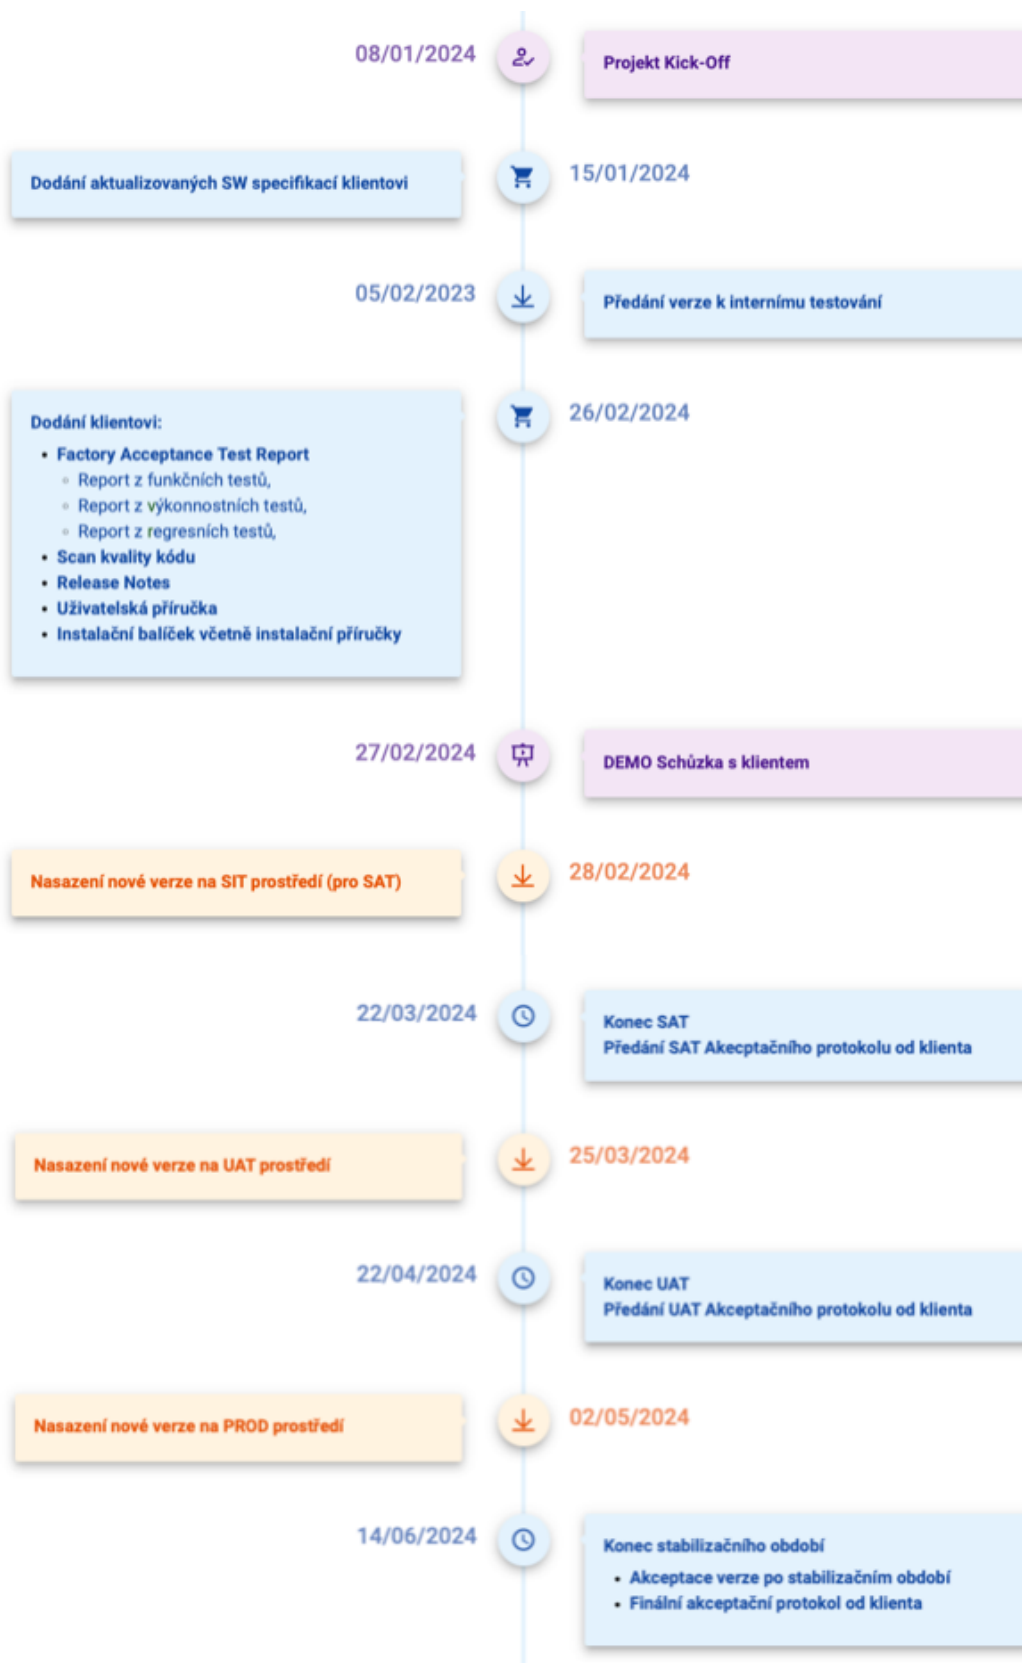 08/01/2024
Projekt Kick-Off
Dodání aktualizovaných SW specifikací klientovi
15/01/2024
05/02/2023
Předání verze k internímu testování
26/02/2024
Dodání klientovi:
• Factory Acceptance Test Report
◦ Report z funkčních testů,
◦ Report z výkonnostních testů,
◦ Report z regresních testů,
• Scan kvality kódu
• Release Notes
• Uživatelská příručka
• Instalační balíček včetně instalační příručky
27/02/2024
DEMO Schůzka s klientem
Nasazení nové verze na SIT prostředí (pro SAT)
28/02/2024
22/03/2024
Konec SAT
Předání SAT Akecptačního protokolu od klienta
Nasazení nové verze na UAT prostředí
25/03/2024
22/04/2024
Konec UAT
Předání UAT Akceptačního protokolu od klienta
Nasazení nové verze na PROD prostředí
02/05/2024
14/06/2024
Konec stabilizačního období
• Akceptace verze po stabilizačním období
• Finální akceptační protokol od klienta